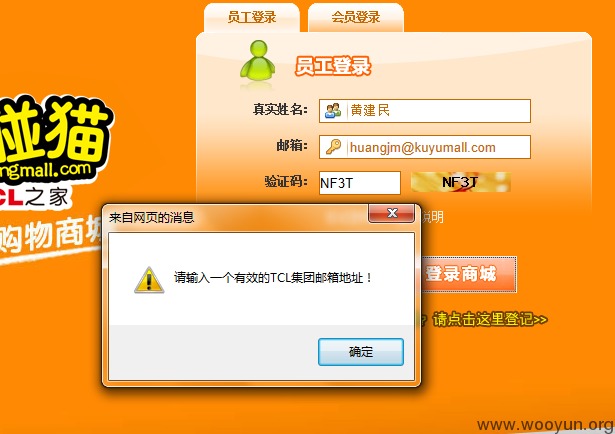 员工登录 会员登录
员工登录
真实姓名： 黄建民
邮箱： huangjm@kuyumall.com
验证码： NF3T NF3T
碰猫
ngmall.com
CL之家
购物商城
说明
来自网页的消息
请输入一个有效的TCL集团邮箱地址！
确定
登录商城
？请点击这里登记>>
www.wooyun.org